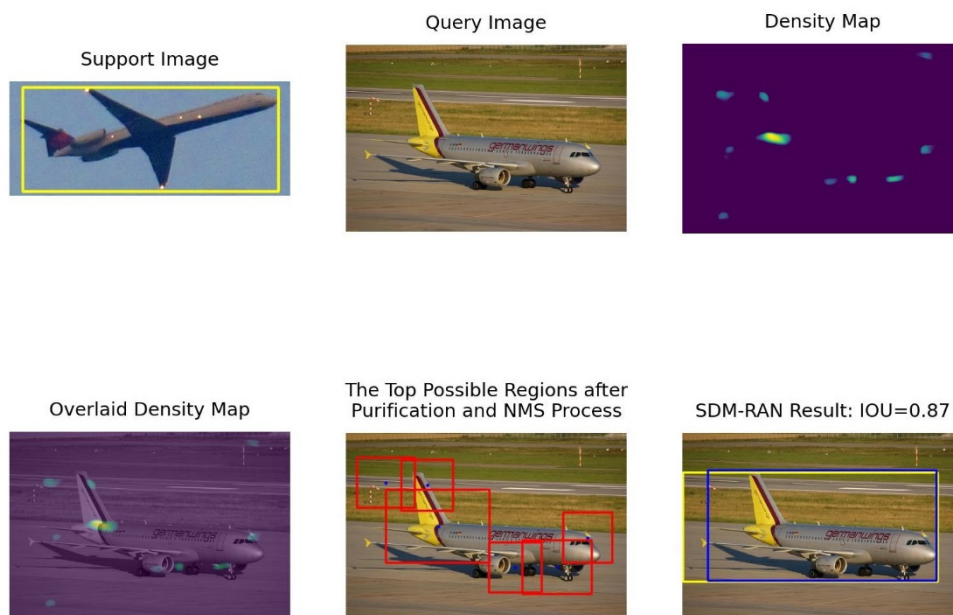 Support Image
Query Image
Density Map
germanwings
Overlaid Density Map
The Top Possible Regions after
Purification and NMS Process
SDM-RAN Result: IOU=0.87
germanwings
germanwings
germanwings